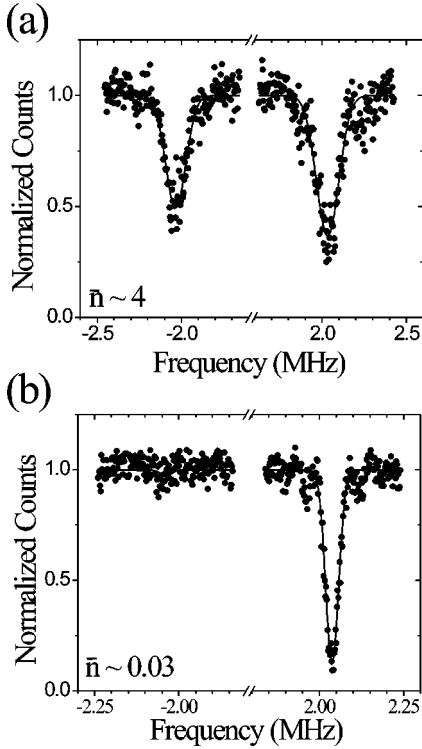 (a)
Normalized Counts
1.0
0.5
0.0
n̄ ~ 4
-2.5 -2.0 2.0 2.5
Frequency (MHz)
(b)
Normalized Counts
1.0
0.5
0.0
n̄ ~ 0.03
-2.25 -2.00 2.00 2.25
Frequency (MHz)